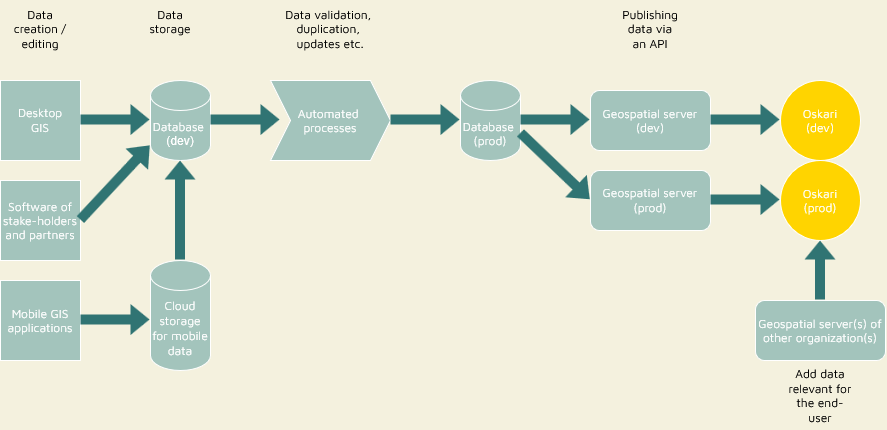 Data
creation /
editing
Data
storage
Data validation,
duplication,
updates etc.
Publishing
data via
an API
Desktop
GIS
Database
(dev)
Automated
processes
Database
(prod)
Geospatial server
(dev)
Oskari
(dev)
Software of
stake-holders
and partners
Geospatial server
(prod)
Oskari
(prod)
Mobile GIS
applications
Cloud
storage
for mobile
data
Geospatial server(s) of
other organization(s)
Add data
relevant for
the end-
user